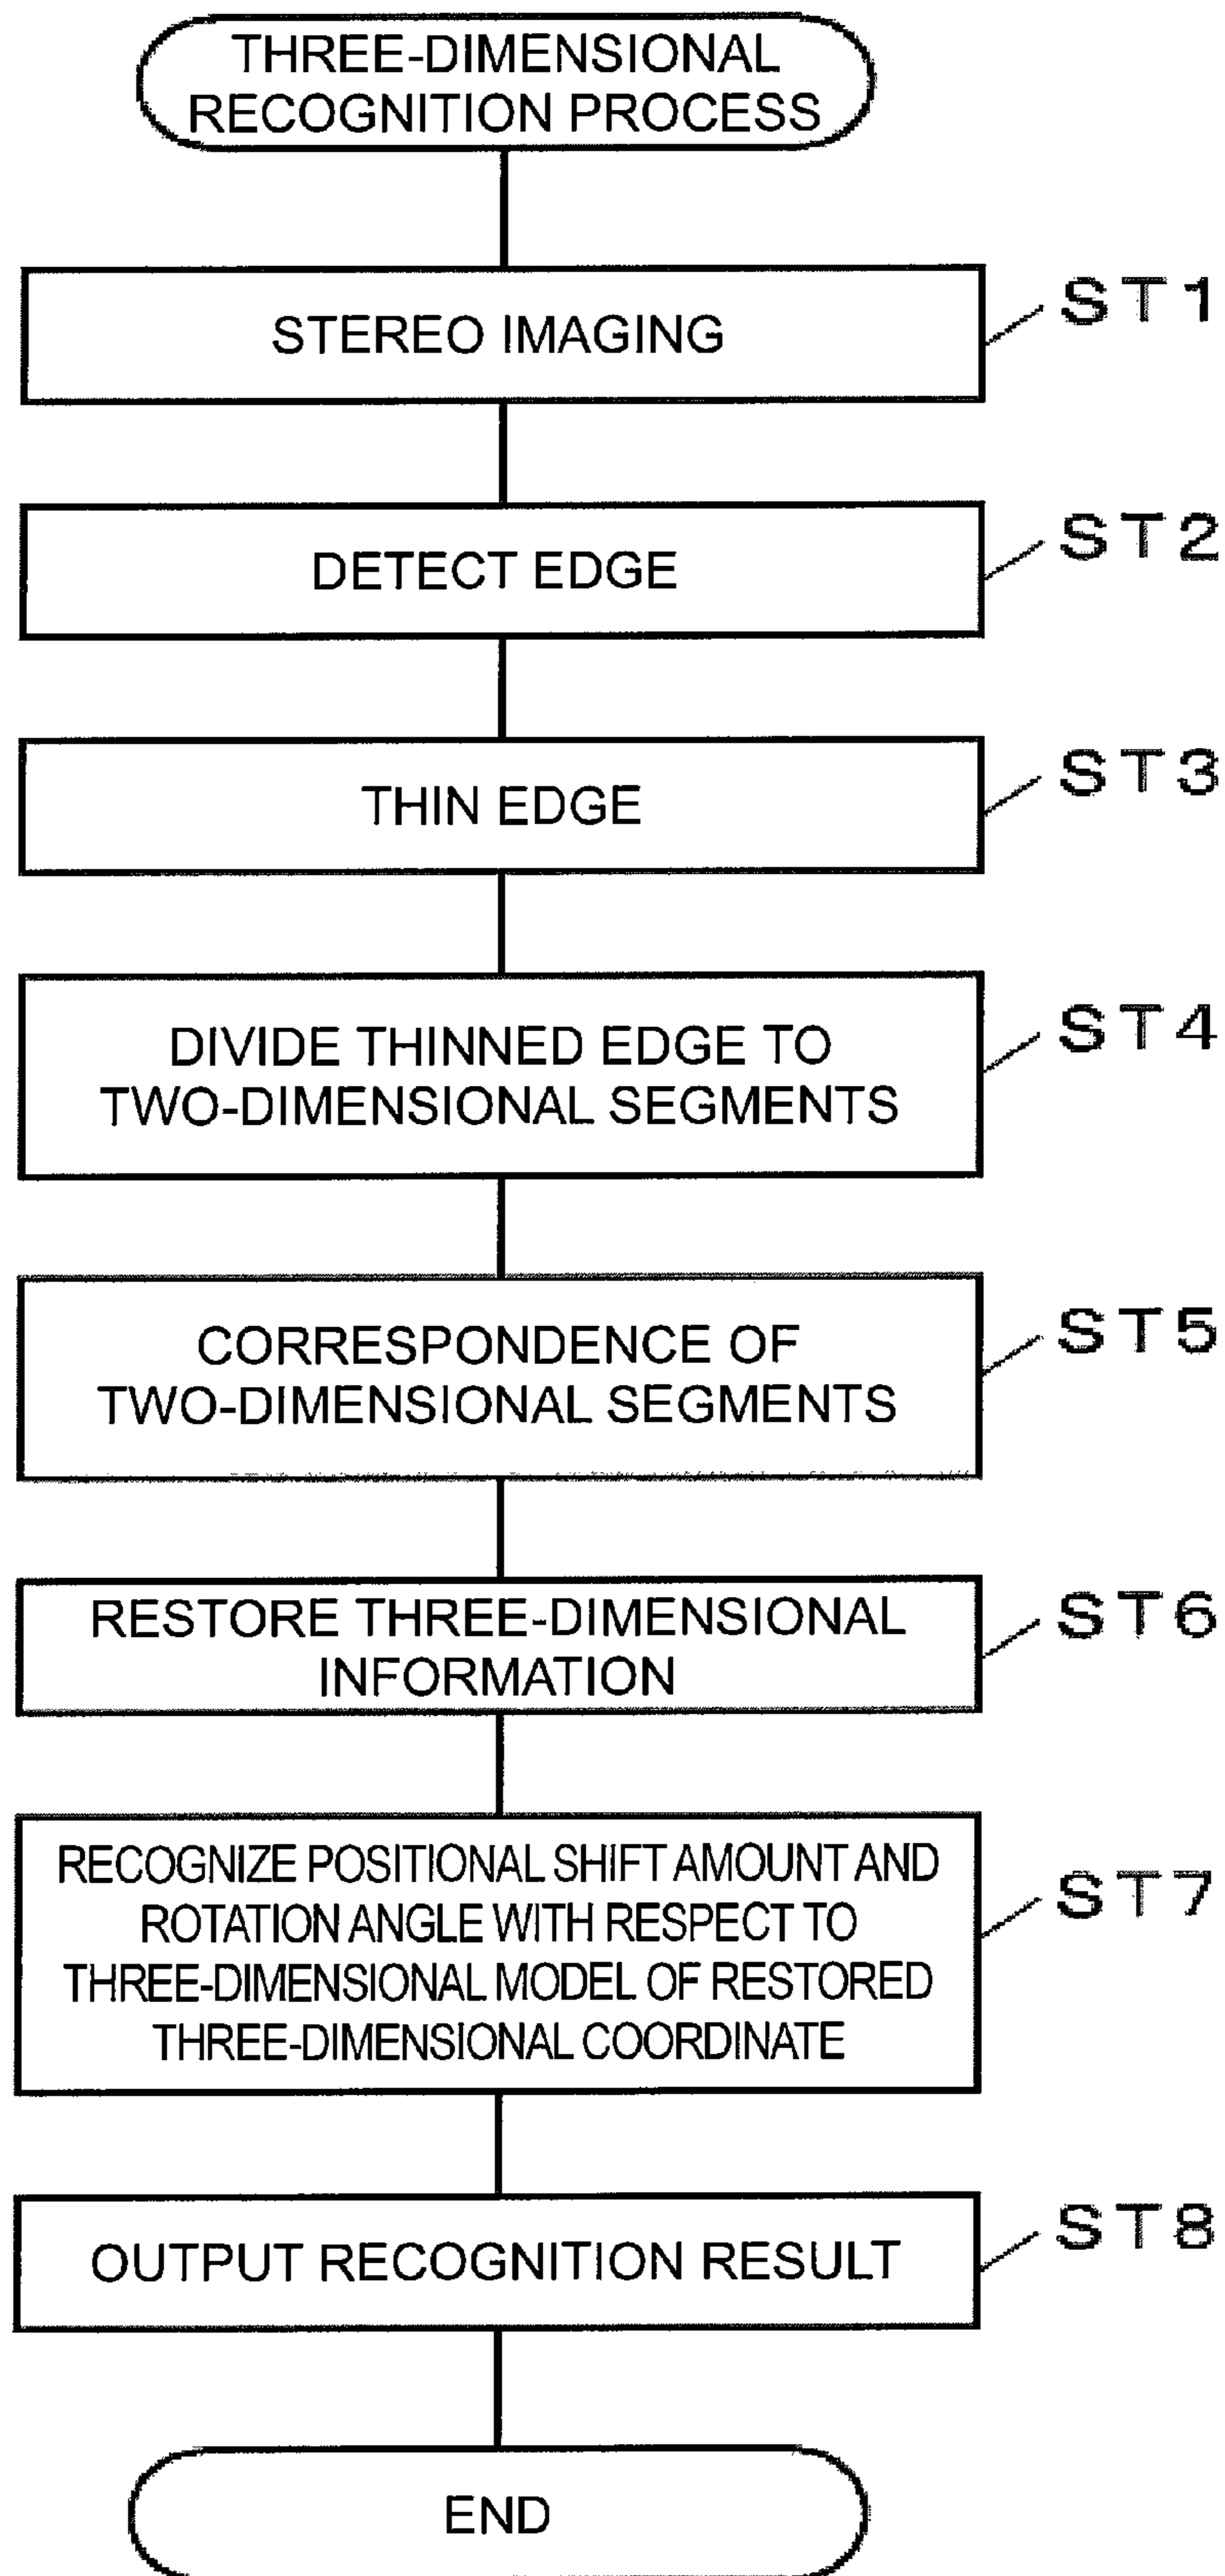 THREE-DIMENSIONAL
RECOGNITION PROCESS
STEREO IMAGING
ST1
DETECT EDGE
ST2
THIN EDGE
ST3
DIVIDE THINNED EDGE TO
TWO-DIMENSIONAL SEGMENTS
ST4
CORRESPONDENCE OF
TWO-DIMENSIONAL SEGMENTS
ST5
RESTORE THREE-DIMENSIONAL
INFORMATION
ST6
RECOGNIZE POSITIONAL SHIFT AMOUNT AND
ROTATION ANGLE WITH RESPECT TO
THREE-DIMENSIONAL MODEL OF RESTORED
THREE-DIMENSIONAL COORDINATE
ST7
OUTPUT RECOGNITION RESULT
ST8
END